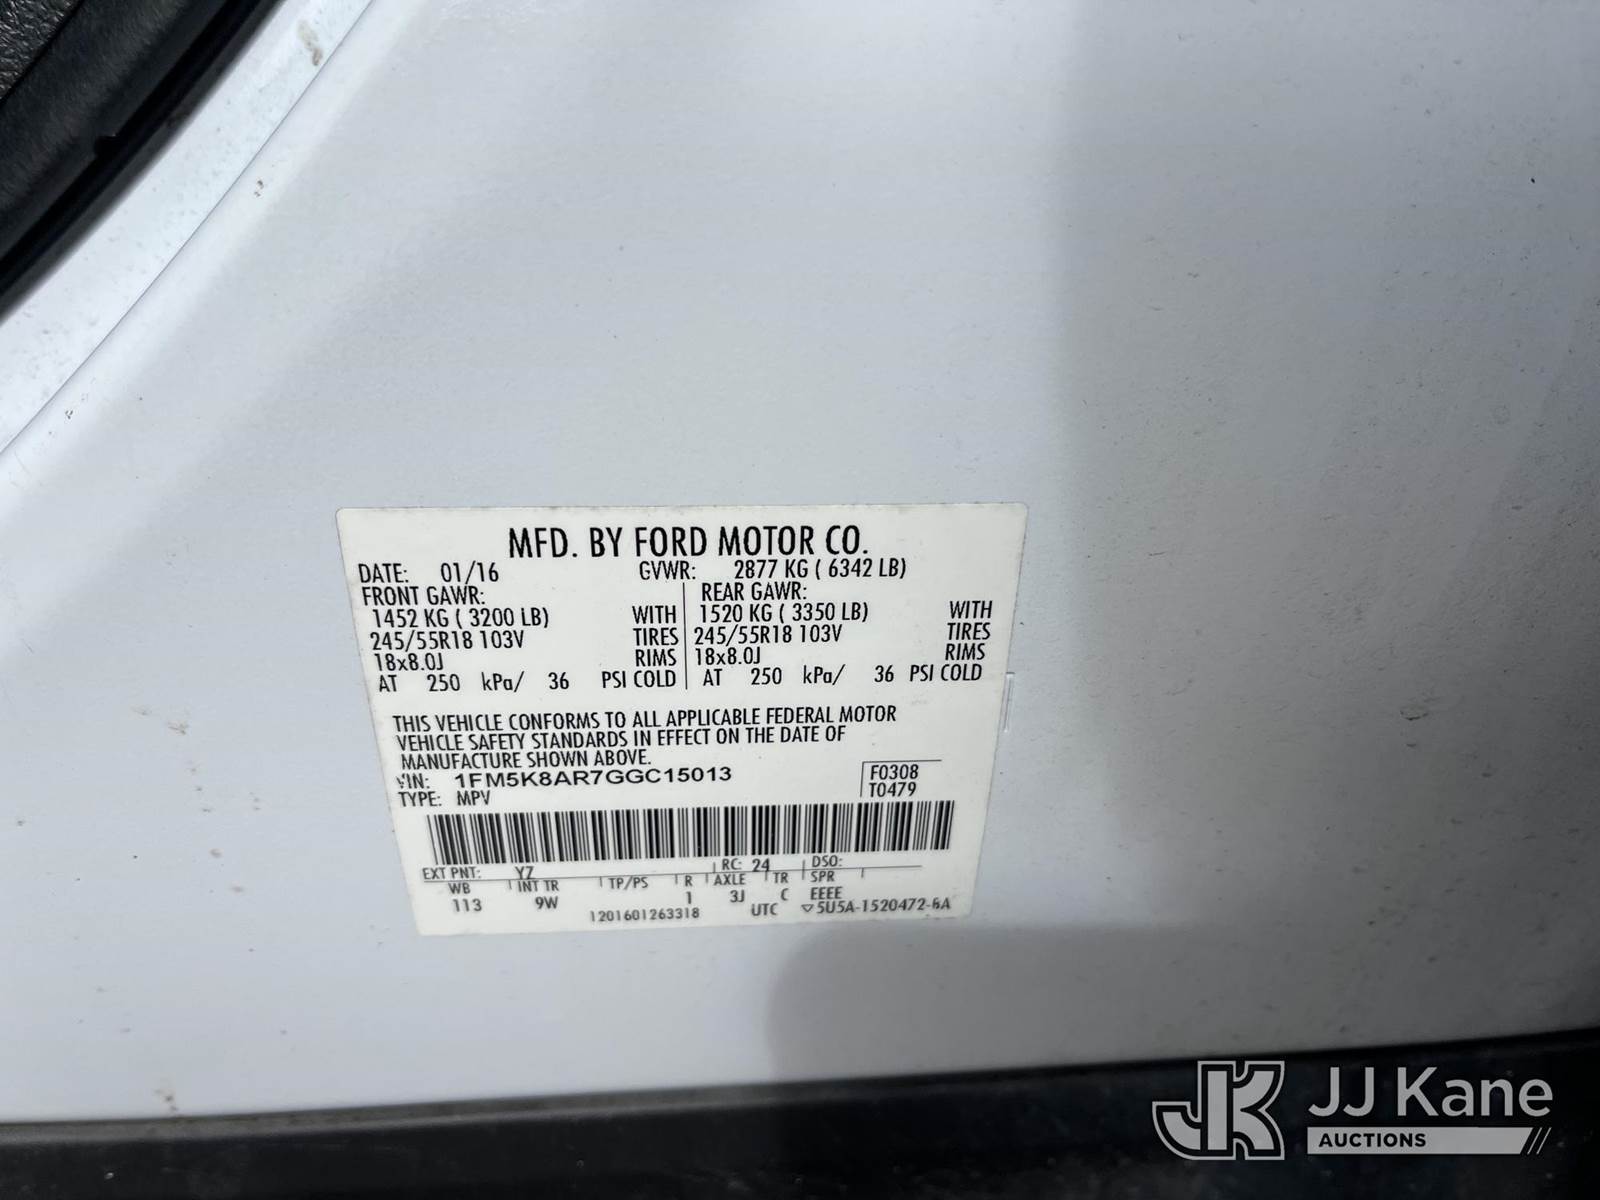 MFD. BY FORD MOTOR CO.
DATE: 01/16 GVWR: 2877 KG ( 6342 LB)
FRONT GAWR: REAR GAWR:
1452 KG ( 3200 LB) WITH 1520 KG ( 3350 LB) WITH
245/55R18 103V TIRES 245/55R18 103V TIRES
18x8.0J RIMS 18x8.0J RIMS
AT 250 kPa/ 36 PSI COLD AT 250 kPa/ 36 PSI COLD
THIS VEHICLE CONFORMS TO ALL APPLICABLE FEDERAL MOTOR
VEHICLE SAFETY STANDARDS IN EFFECT ON THE DATE OF
MANUFACTURE SHOWN ABOVE.
VIN: 1FM5K8AR7GGC15013 F0308
TYPE: MPV T0479
EXT PNT: YZ RC: 24 DSO:
WB INT TR TP/PS R AXLE TR SPR
113 9W 1 3J C EEEE
1201601263318 UTC ▽5U5A-1520472-BA
JJ Kane
AUCTIONS